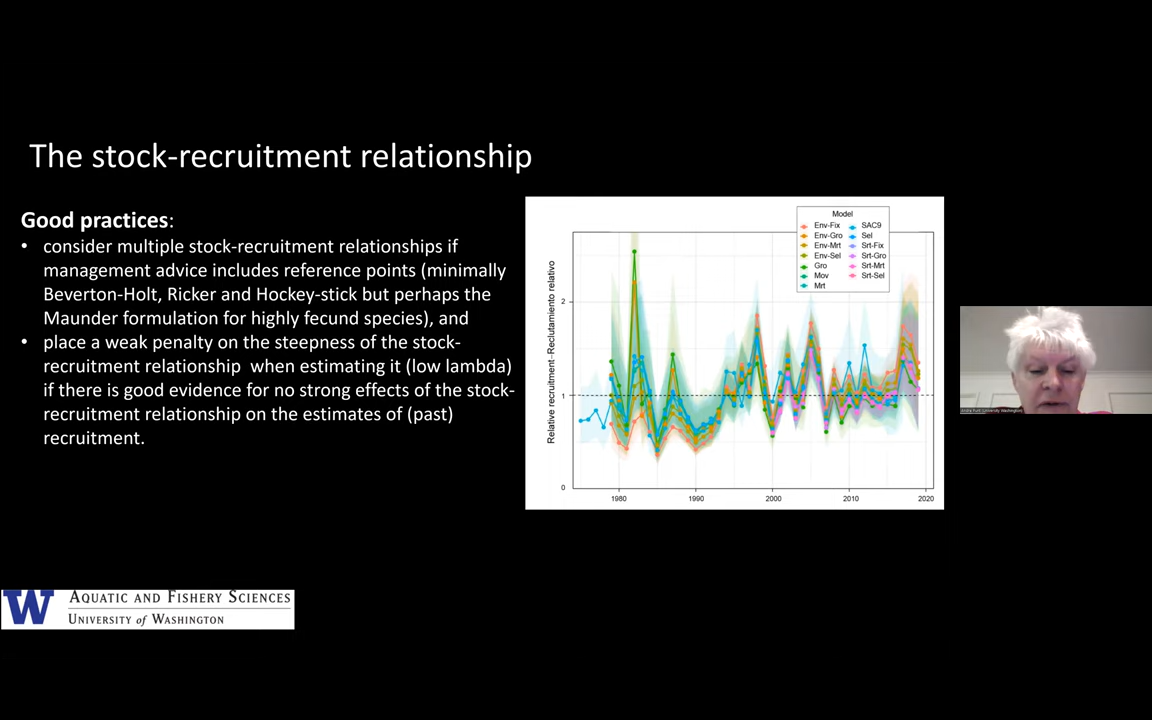 The stock-recruitment relationship
Good practices:
• consider multiple stock-recruitment relationships if
management advice includes reference points (minimally
Beverton-Holt, Ricker and Hockey-stick but perhaps the
Maunder formulation for highly fecund species), and
• place a weak penalty on the steepness of the stock-
recruitment relationship when estimating it (low lambda)
if there is good evidence for no strong effects of the stock-
recruitment relationship on the estimates of (past)
recruitment.
Relative recruitment-Reclutamiento relativo
2
1
0
1980 1990 2000 2010 2020
Model
Env-Fix SAC9
Env-Gro Sel
Env-Mrt Srt-Fix
Env-Sel Srt-Gro
Gro Srt-Mrt
Mov Srt-Sel
Mrt
W AQUATIC AND FISHERY SCIENCES
UNIVERSITY of WASHINGTON